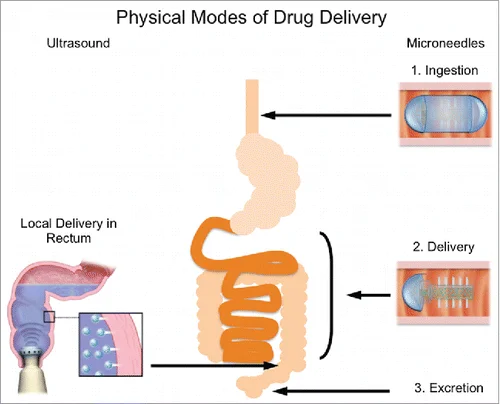 Physical Modes of Drug Delivery
Ultrasound
Microneedles
1. Ingestion
Local Delivery in
Rectum
2. Delivery
3. Excretion